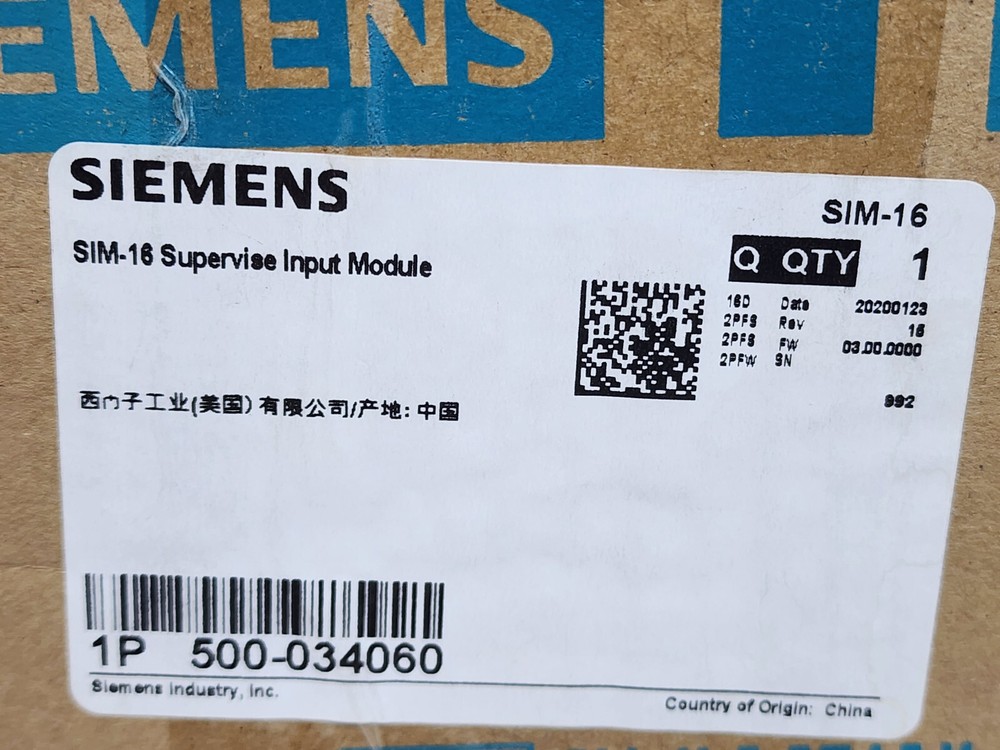 EMENS
SIEMENS
SIM-16
SIM-16 Supervise Input Module
Q QTY 1
16D Date 20200123
2PFS Rev 16
2PFS FW 03.00.0000
2PFW SN
992
西门子工业(美国)有限公司/产地: 中国
1P 500-034060
Siemens Industry, Inc.
Country of Origin: China